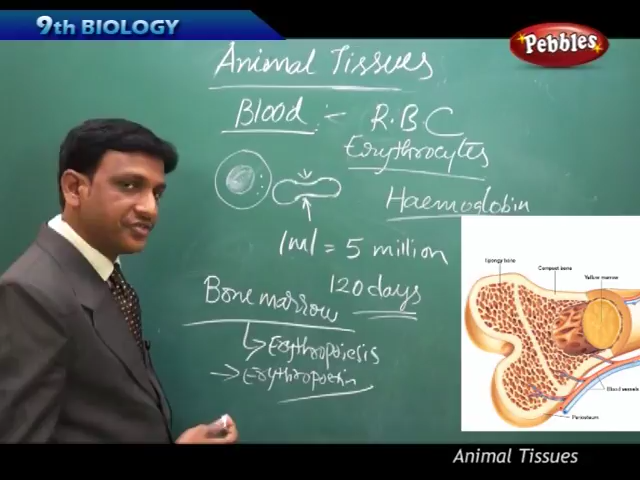 9th BIOLOGY
Pebbles
Animal Tissues
Blood :- R.B.C
Erythrocytes
Haemoglobin
1ml = 5 million
120 days
Bone marrow
→ Erythropoiesis
→ Erythropoetin
Spongy bone
Compact bone
Yellow marrow
Blood vessels
Periosteum
Animal Tissues